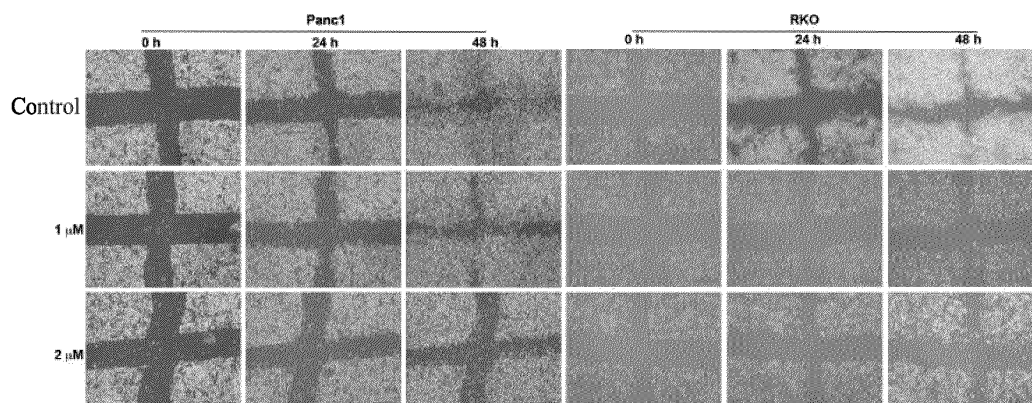 Panc1 RKO
0 h 24 h 48 h 0 h 24 h 48 h
Control
1 μM
2 μM